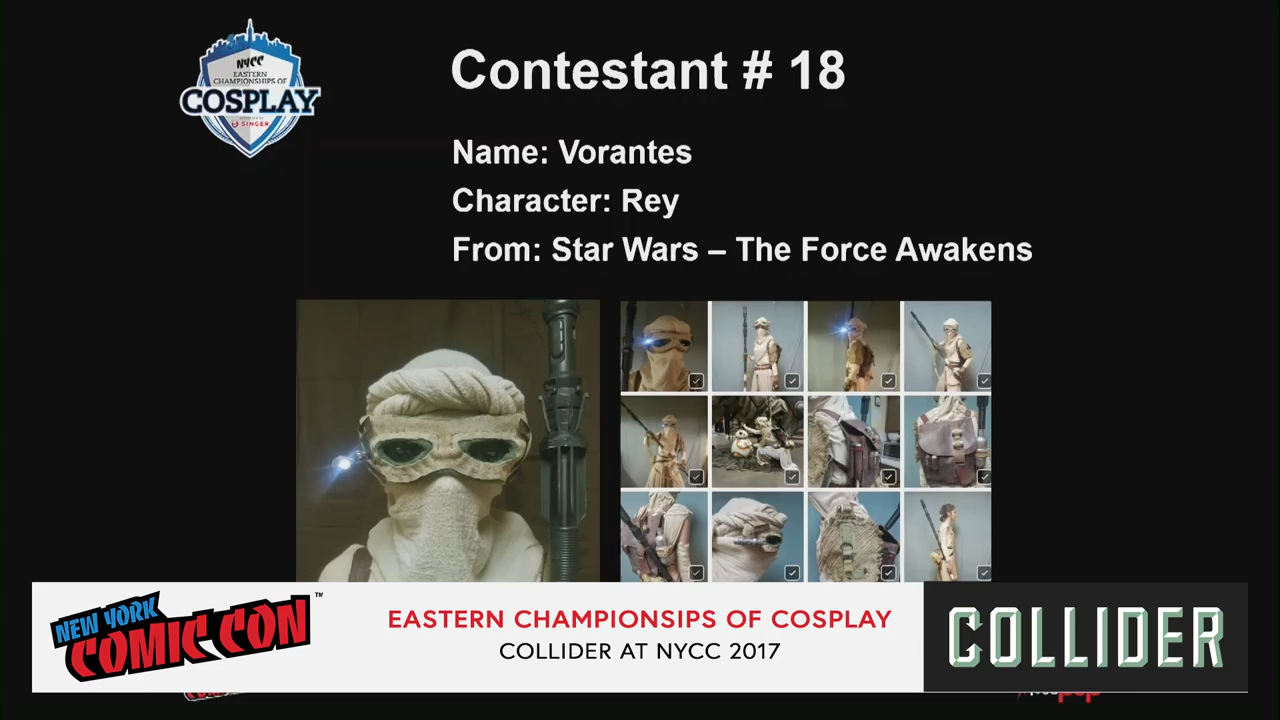 NYCC
EASTERN
CHAMPIONSHIPS OF
COSPLAY
SINGER
Contestant # 18
Name: Vorantes
Character: Rey
From: Star Wars – The Force Awakens
NEW YORK
COMIC CON
TM
EASTERN CHAMPIONSIPS OF COSPLAY
COLLIDER AT NYCC 2017
COLLIDER